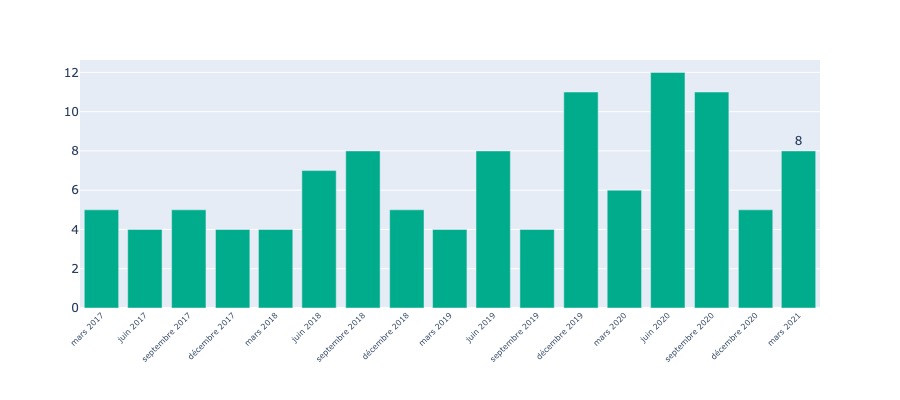 12
10
8
6
4
2
0
8
mars 2017
juin 2017
septembre 2017
décembre 2017
mars 2018
juin 2018
septembre 2018
décembre 2018
mars 2019
juin 2019
septembre 2019
décembre 2019
mars 2020
juin 2020
septembre 2020
décembre 2020
mars 2021